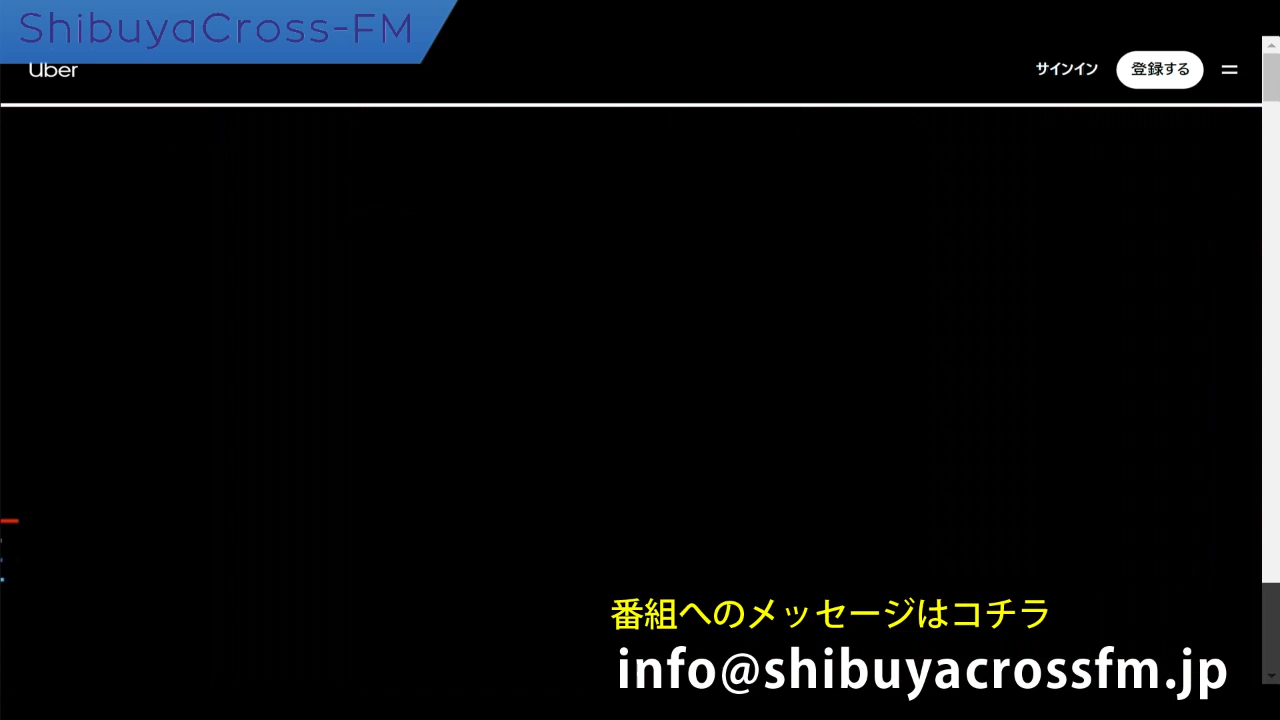 ShibuyaCross-FM
Uber
サインイン
登録する
番組へのメッセージはコチラ
info@shibuyacrossfm.jp